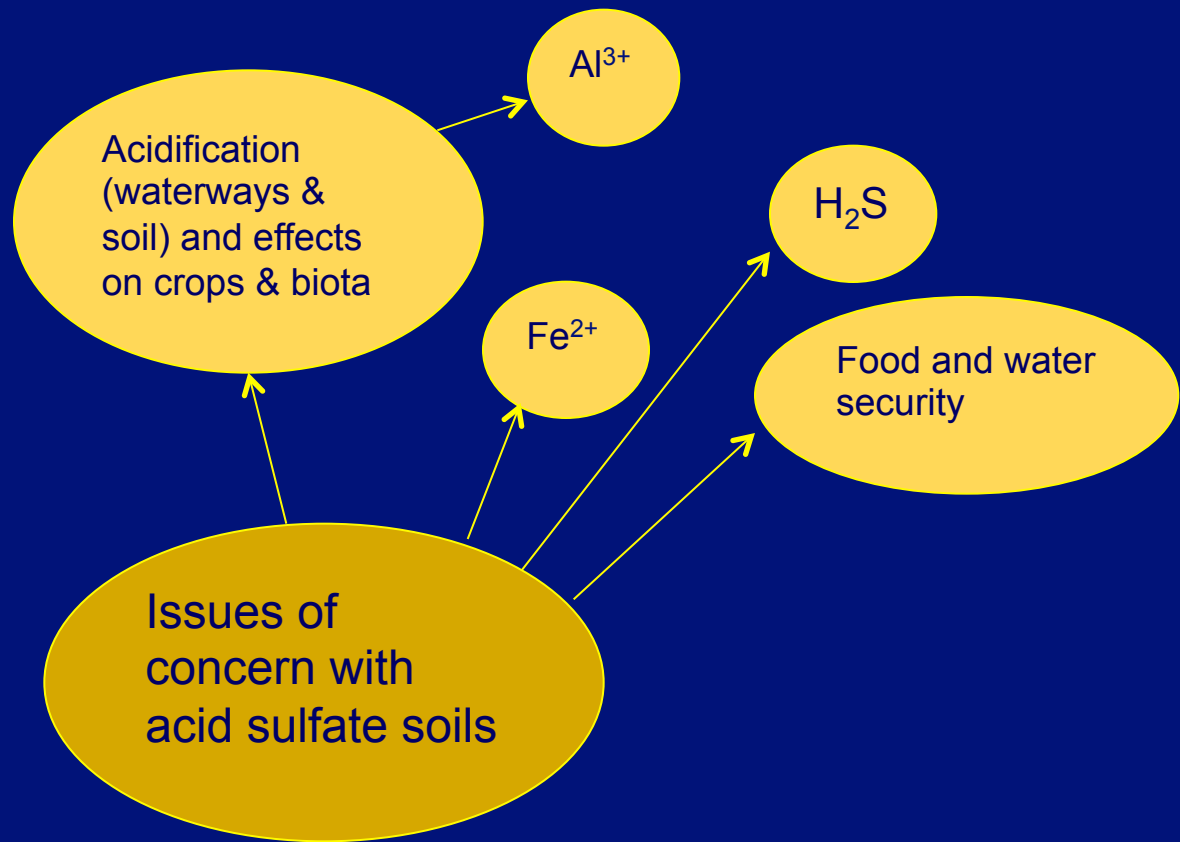 Al³⁺
Acidification
(waterways &
soil) and effects
on crops & biota
H₂S
Fe²⁺
Food and water
security
Issues of
concern with
acid sulfate soils